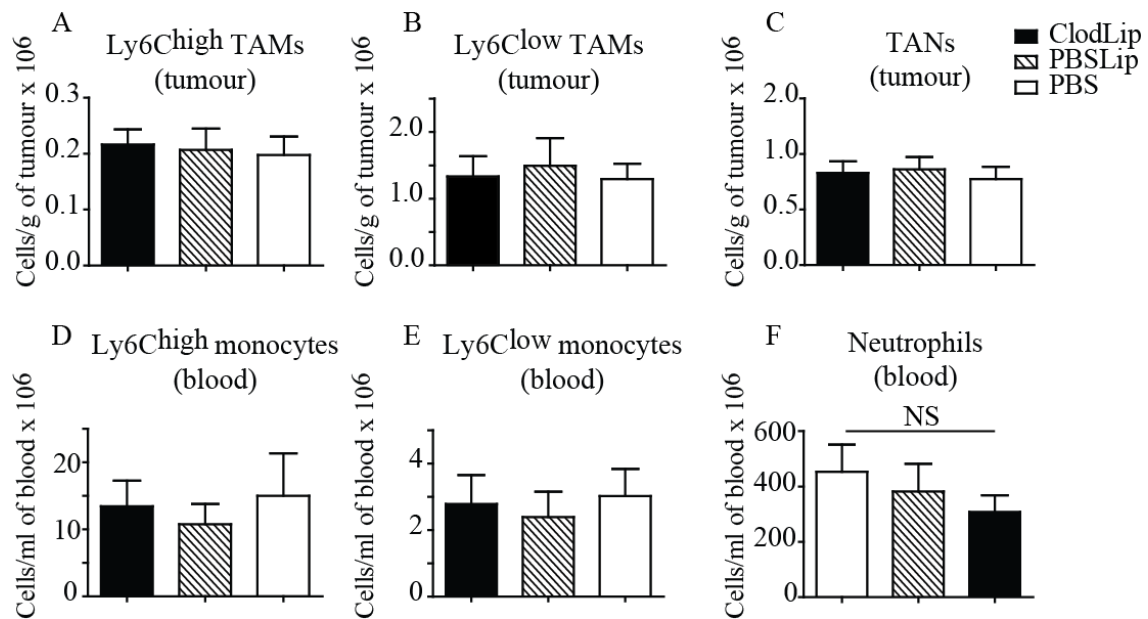 A
Ly6Chigh TAMs
(tumour)
Cells/g of tumour x 106
0.3
0.2
0.1
0.0
B
Ly6Clow TAMs
(tumour)
Cells/g of tumour x 106
2.0
1.0
0.0
C
TANs
(tumour)
Cells/g of tumour x 106
2.0
1.0
0.5
0.0
ClodLip
PBSLip
PBS
D
Ly6Chigh monocytes
(blood)
Cells/ml of blood x 106
20
10
0
E
Ly6Clow monocytes
(blood)
Cells/ml of blood x 106
4
2
0
F
Neutrophils
(blood)
Cells/ml of blood x 106
NS
600
400
200
0